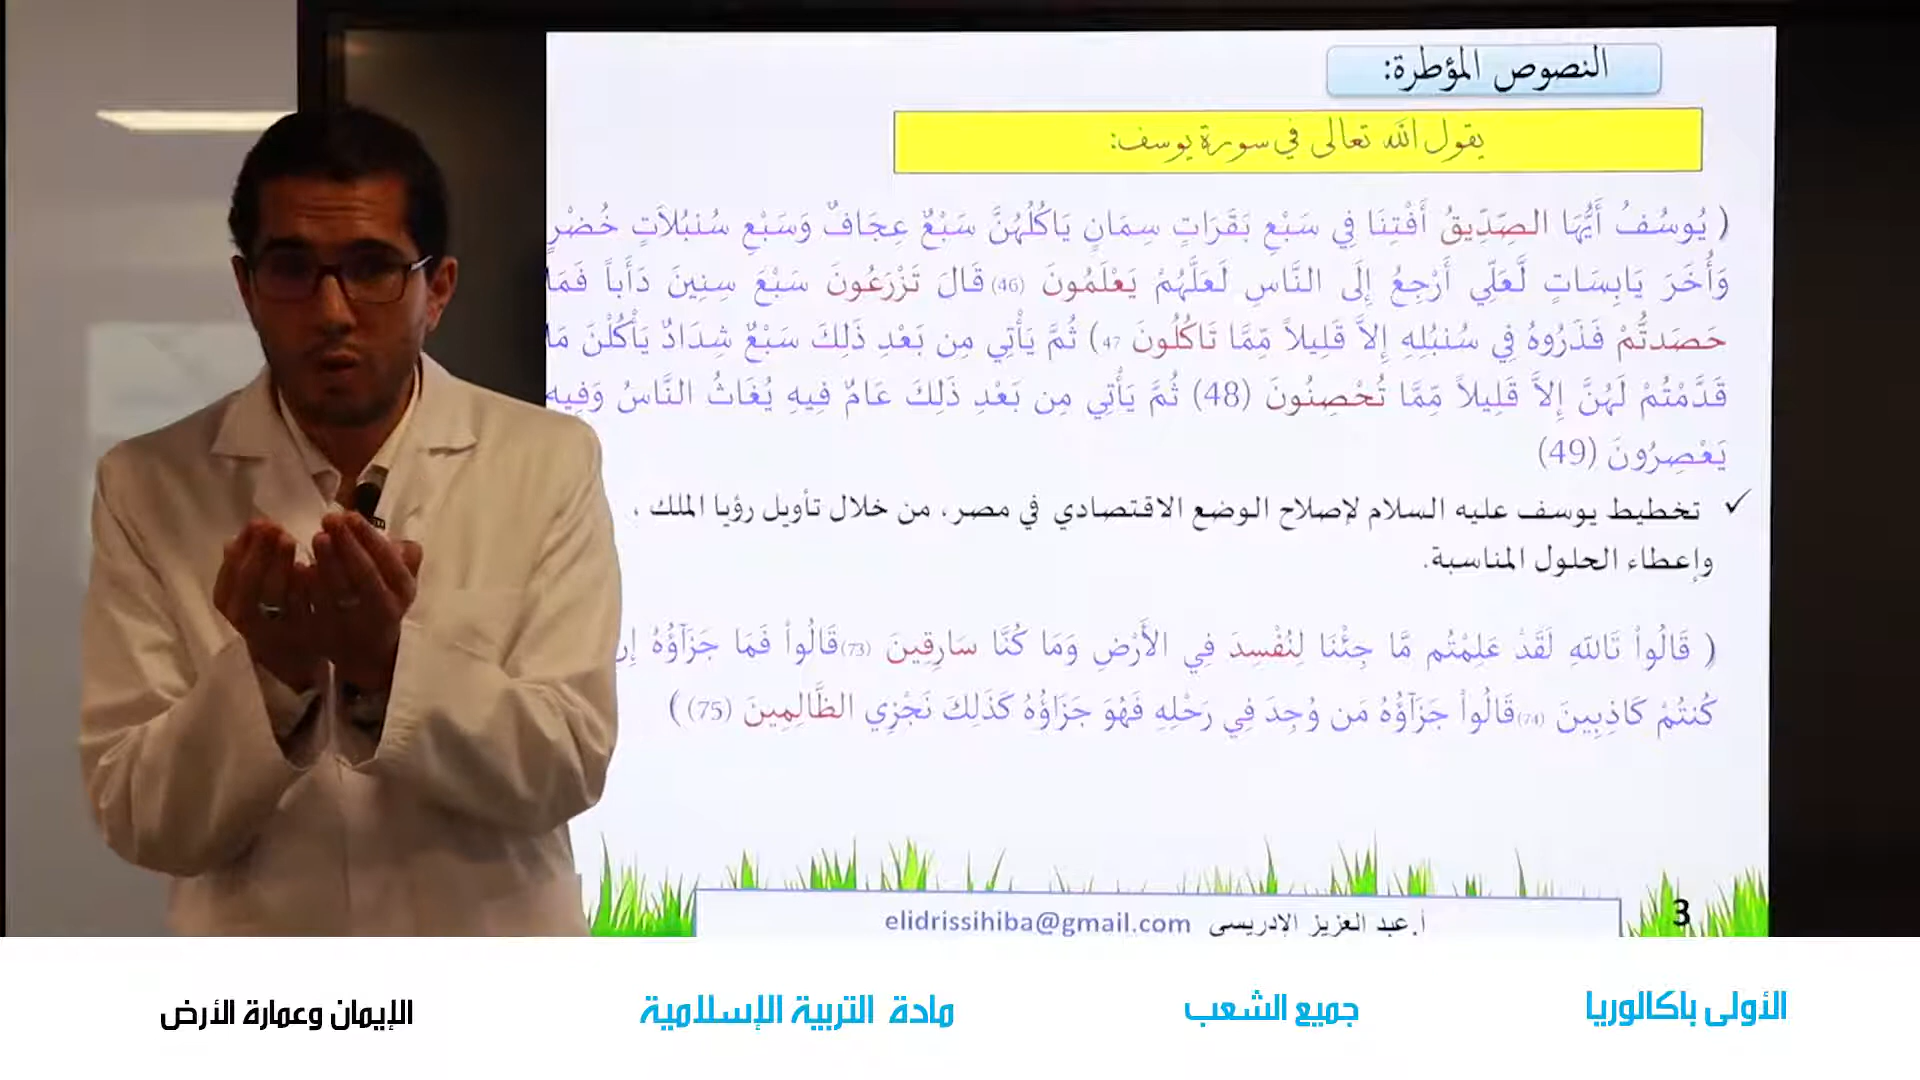 النصوص المؤطرة:
يقول الله تعالى في سورة يوسف:
( يُوسُفُ أَيُّهَا الصِّدِّيقُ أَفْتِنَا فِي سَبْعِ بَقَرَاتٍ سِمَانٍ يَاكُلُهُنَّ سَبْعٌ عِجَافٌ وَسَبْعِ سُنبُلاَتٍ خُضْرٍ
وَأُخَرَ يَابِسَاتٍ لَّعَلِّي أَرْجِعُ إِلَى النَّاسِ لَعَلَّهُمْ يَعْلَمُونَ (46) قَالَ تَزْرَعُونَ سَبْعَ سِنِينَ دَأَباً فَمَا
حَصَدتُّمْ فَذَرُوهُ فِي سُنبُلِهِ إِلاَّ قَلِيلاً مِّمَّا تَاكُلُونَ 47) ثُمَّ يَأْتِي مِن بَعْدِ ذَلِكَ سَبْعٌ شِدَادٌ يَأْكُلْنَ مَا
قَدَّمْتُمْ لَهُنَّ إِلاَّ قَلِيلاً مِّمَّا تُحْصِنُونَ (48) ثُمَّ يَأْتِي مِن بَعْدِ ذَلِكَ عَامٌ فِيهِ يُغَاثُ النَّاسُ وَفِيهِ
يَعْصِرُونَ (49)
✓ تخطيط يوسف عليه السلام لإصلاح الوضع الاقتصادي في مصر، من خلال تأويل رؤيا الملك ،
وإعطاء الحلول المناسبة.
( قَالُواْ تَاللهِ لَقَدْ عَلِمْتُم مَّا جِئْنَا لِنُفْسِدَ فِي الأَرْضِ وَمَا كُنَّا سَارِقِينَ (73) قَالُواْ فَمَا جَزَآؤُهُ إِن
كُنتُمْ كَاذِبِينَ (74) قَالُواْ جَزَآؤُهُ مَن وُجِدَ فِي رَحْلِهِ فَهُوَ جَزَاؤُهُ كَذَلِكَ نَجْزِي الظَّالِمِينَ (75) )
أ.عبد العزيز الإدريسي elidrissihiba@gmail.com
3
الأولى باكالوريا
جميع الشعب
مادة التربية الإسلامية
الإيمان وعمارة الأرض